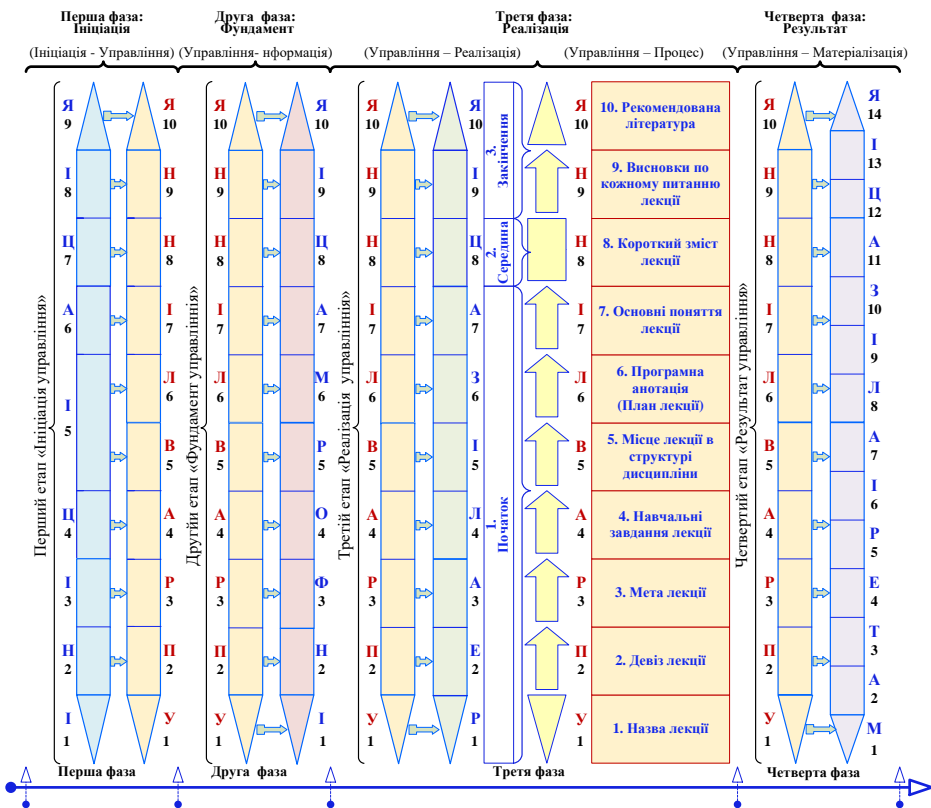 Перша фаза:
Ініціація
(Ініціація - Управління)
Друга фаза:
Фундамент
(Управління-нформація)
Третя фаза:
Реалізація
(Управління – Реалізація)
(Управління – Процес)
Четверта фаза:
Результат
(Управління – Матеріалізація)
Перший етап «Ініціація управління»
Я
9
І
8
Ц
7
А
6
І
5
Ц
4
І
3
Н
2
І
1
Я
10
Н
9
Н
8
І
7
Л
6
В
5
А
4
Р
3
П
2
У
1
Другйи етап «Фундамент управління»
Я
10
Н
9
Н
8
І
7
Л
6
В
5
А
4
Р
3
П
2
У
1
Я
10
І
9
Ц
8
А
7
М
6
Р
5
О
4
Ф
3
Н
2
І
1
Третій етап «Реалізація управління»
Я
10
Н
9
Н
8
І
7
Л
6
В
5
А
4
Р
3
П
2
У
1
Я
10
І
9
Ц
8
А
7
З
6
І
5
Л
4
А
3
Е
2
Р
1
3.
Закінчення
2.
Середина
1.
Початок
Я
10
Н
9
Н
8
І
7
Л
6
В
5
А
4
Р
3
П
2
У
1
10. Рекомендована
література
9. Висновки по
кожному питанню
лекції
8. Короткий зміст
лекції
7. Основні поняття
лекції
6. Програмна
анотація
(План лекції)
5. Місце лекції в
структурі
дисципліни
4. Навчальні
завдання лекції
3. Мета лекції
2. Девіз лекції
1. Назва лекції
Четвертий етап «Результат управління»
Я
10
Н
9
Н
8
І
7
Л
6
В
5
А
4
Р
3
П
2
У
1
Я
14
І
13
Ц
12
А
11
З
10
І
9
Л
8
А
7
І
6
Р
5
Е
4
Т
3
А
2
М
1
Перша фаза
Друга фаза
Третя фаза
Четверта фаза